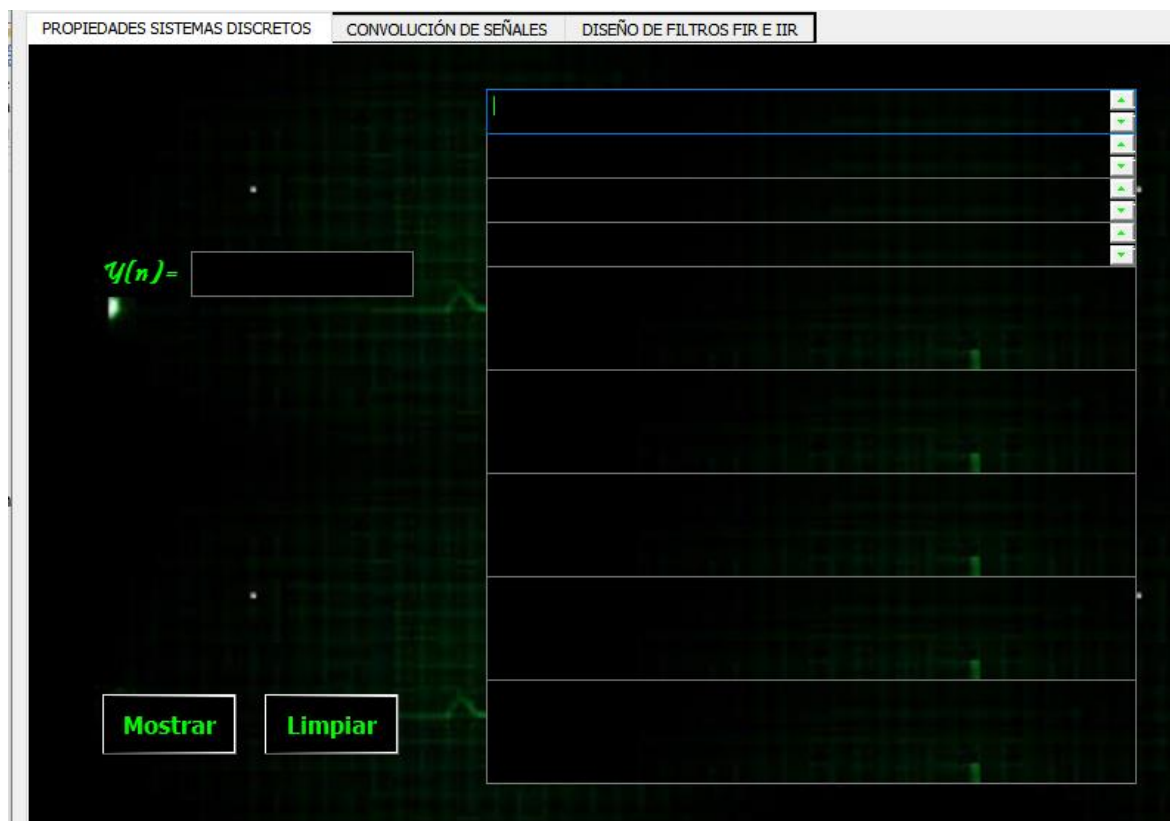 PROPIEDADES SISTEMAS DISCRETOS
CONVOLUCIÓN DE SEÑALES
DISEÑO DE FILTROS FIR E IIR
Y(n)=
Mostrar
Limpiar